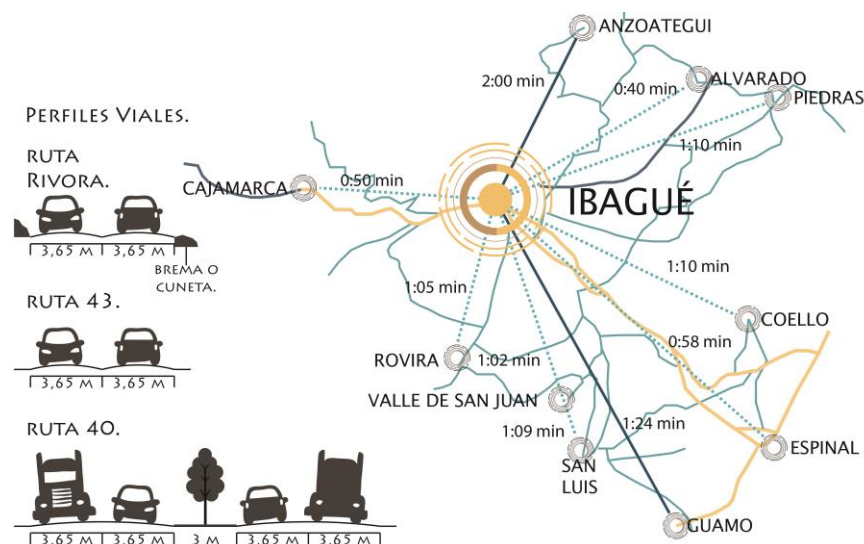 Perfiles Viales.
RUTA
RIVORA.
3,65 M 3,65 M
BREMA O
CUNETA.
RUTA 43.
3,65 M 3,65 M
RUTA 40.
3,65 M 3,65 M 3 M 3,65 M 3,65 M
ANZOATEGUI
2:00 min
0:40 min
ALVARADO
PIEDRAS
1:10 min
CAJAMARCA
0:50 min
IBAGUÉ
1:05 min
1:10 min
COELLO
0:58 min
ROVIRA
1:02 min
VALLE DE SAN JUAN
1:09 min
1:24 min
SAN
LUIS
ESPINAL
GUAMO